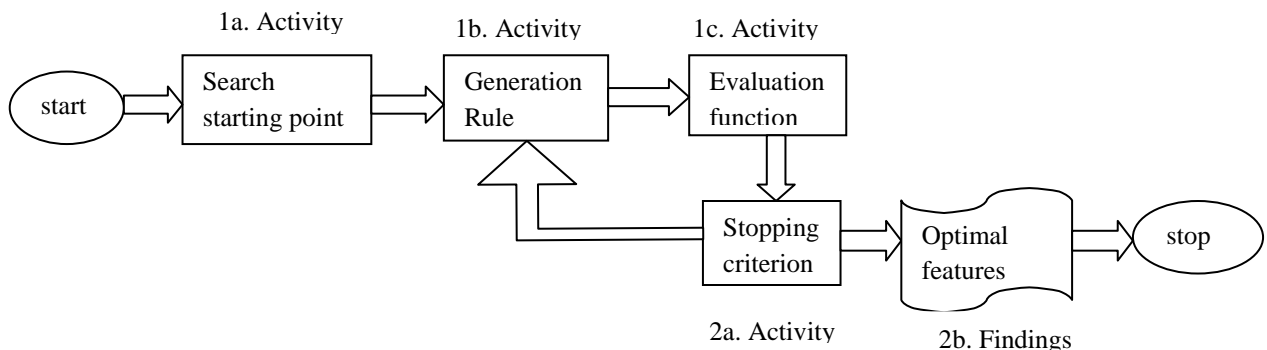 1a. Activity
1b. Activity
1c. Activity
start
Search
starting point
Generation
Rule
Evaluation
function
Stopping
criterion
Optimal
features
stop
2a. Activity
2b. Findings